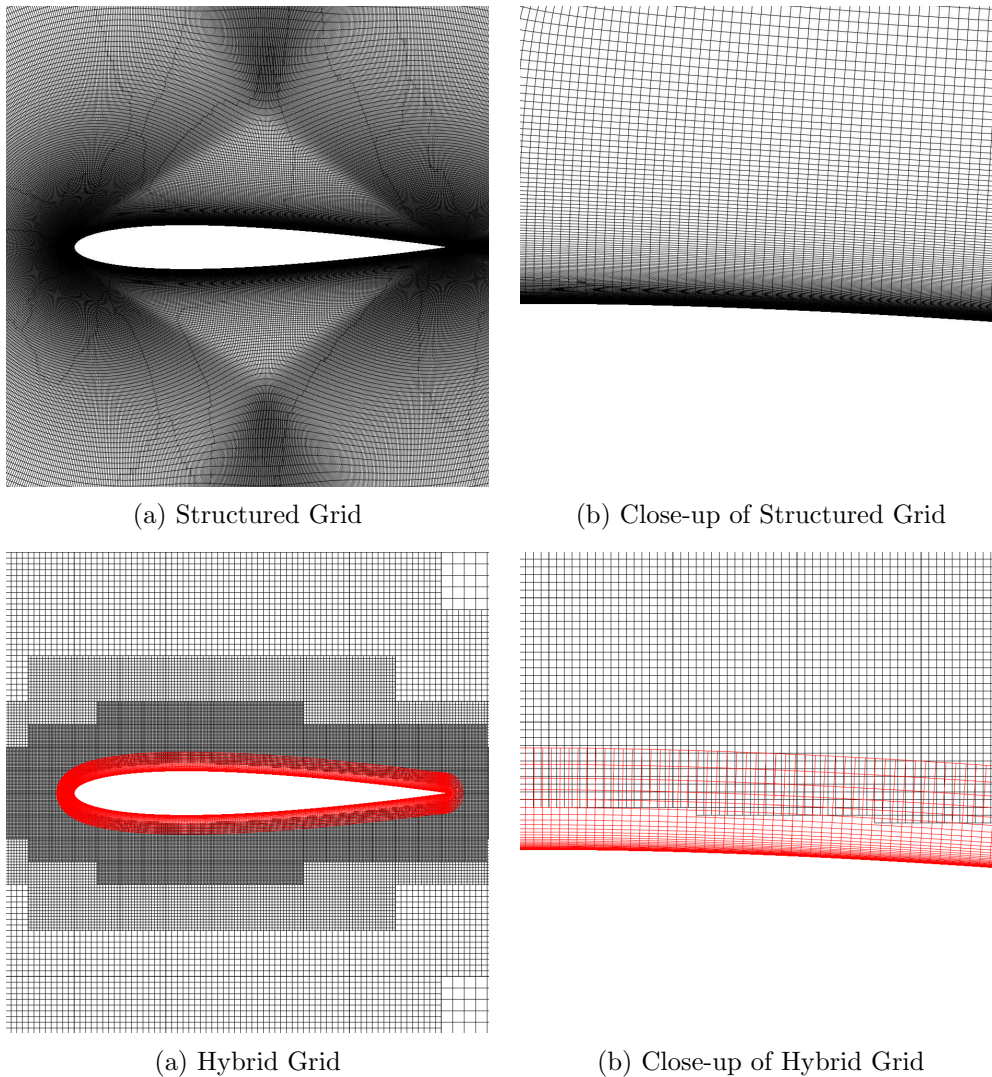 (a) Structured Grid
(b) Close-up of Structured Grid
(a) Hybrid Grid
(b) Close-up of Hybrid Grid